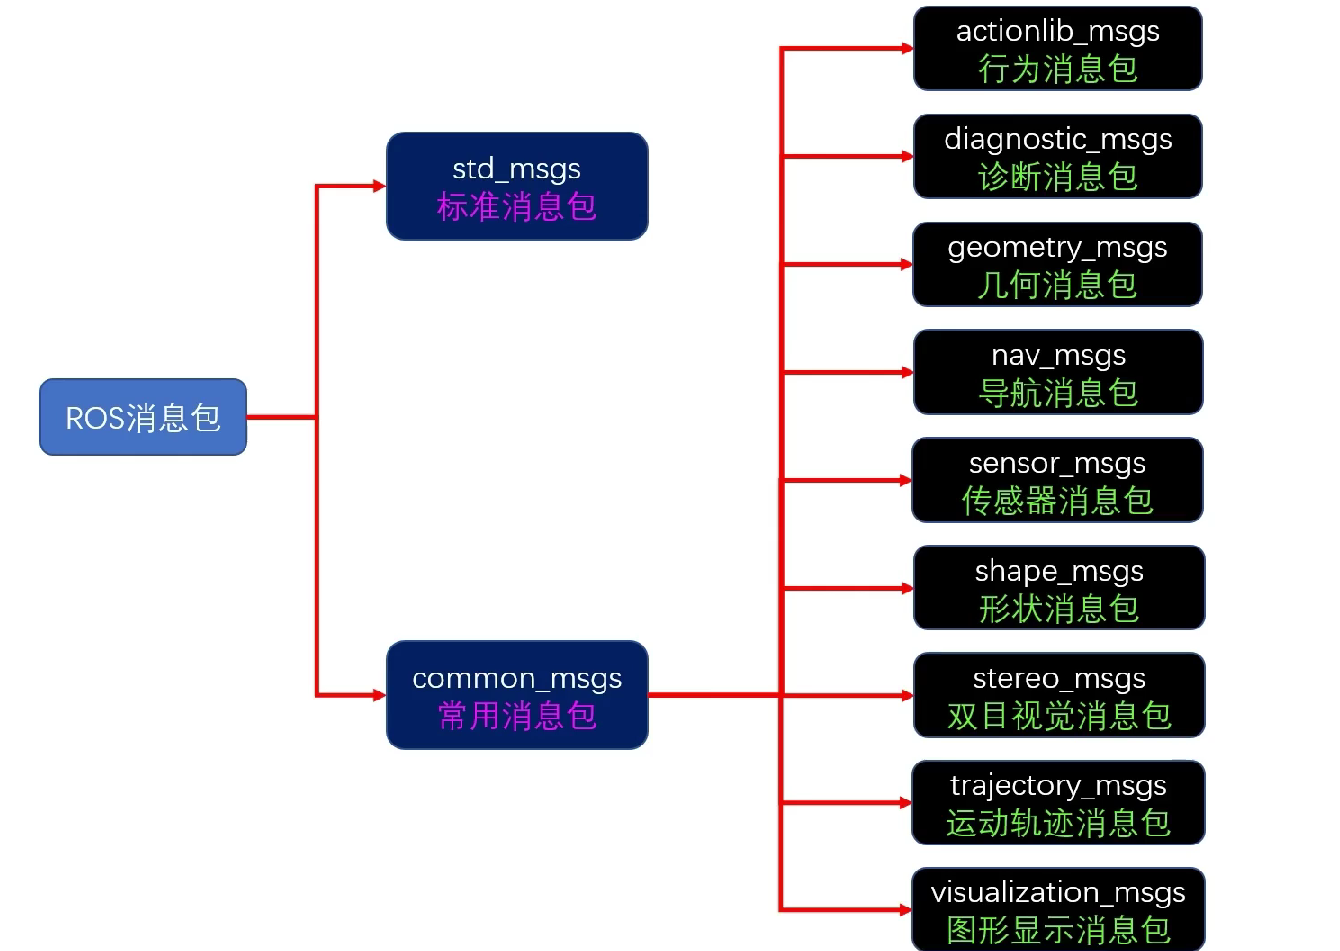 ROS消息包
std_msgs
标准消息包
common_msgs
常用消息包
actionlib_msgs
行为消息包
diagnostic_msgs
诊断消息包
geometry_msgs
几何消息包
nav_msgs
导航消息包
sensor_msgs
传感器消息包
shape_msgs
形状消息包
stereo_msgs
双目视觉消息包
trajectory_msgs
运动轨迹消息包
visualization_msgs
图形显示消息包